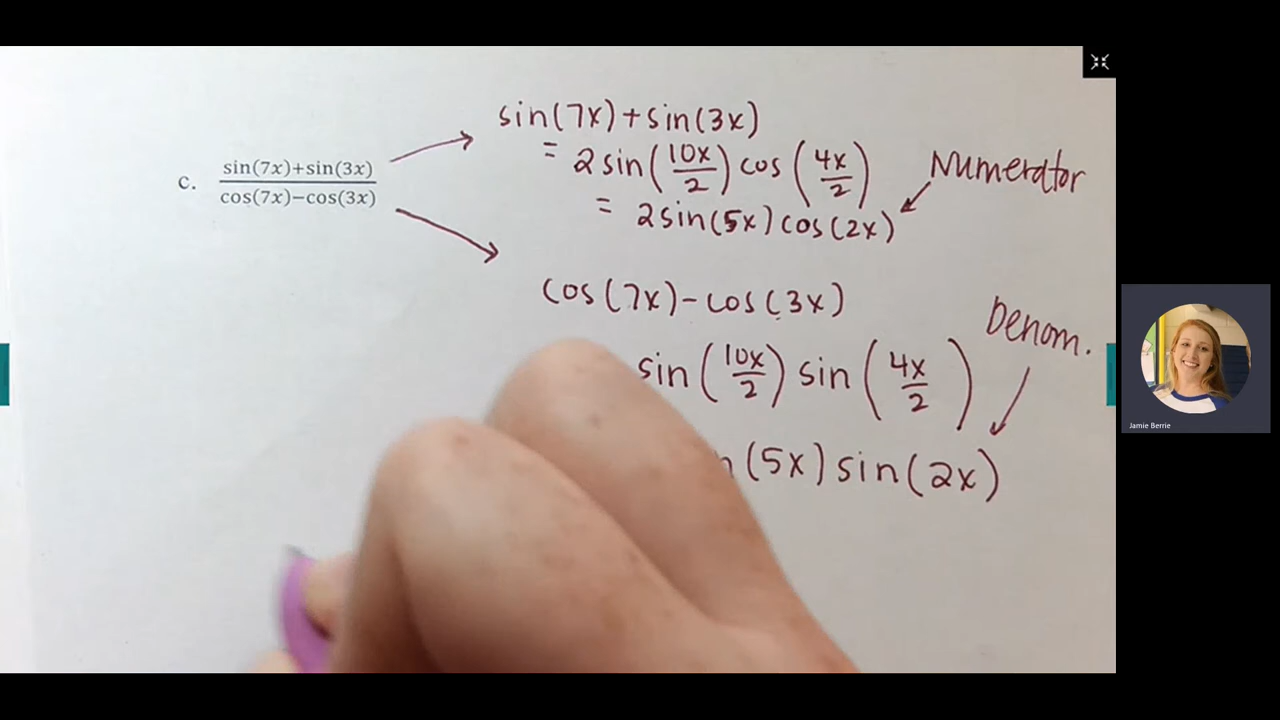 c. sin(7x)+sin(3x)
cos(7x)−cos(3x)
sin(7x)+sin(3x)
= 2sin(10x/2)cos(4x/2)
= 2sin(5x)cos(2x)
Numerator
cos(7x)-cos(3x)
sin(10x/2)sin(4x/2)
(5x)sin(2x)
Denom.
Jamie Berrie